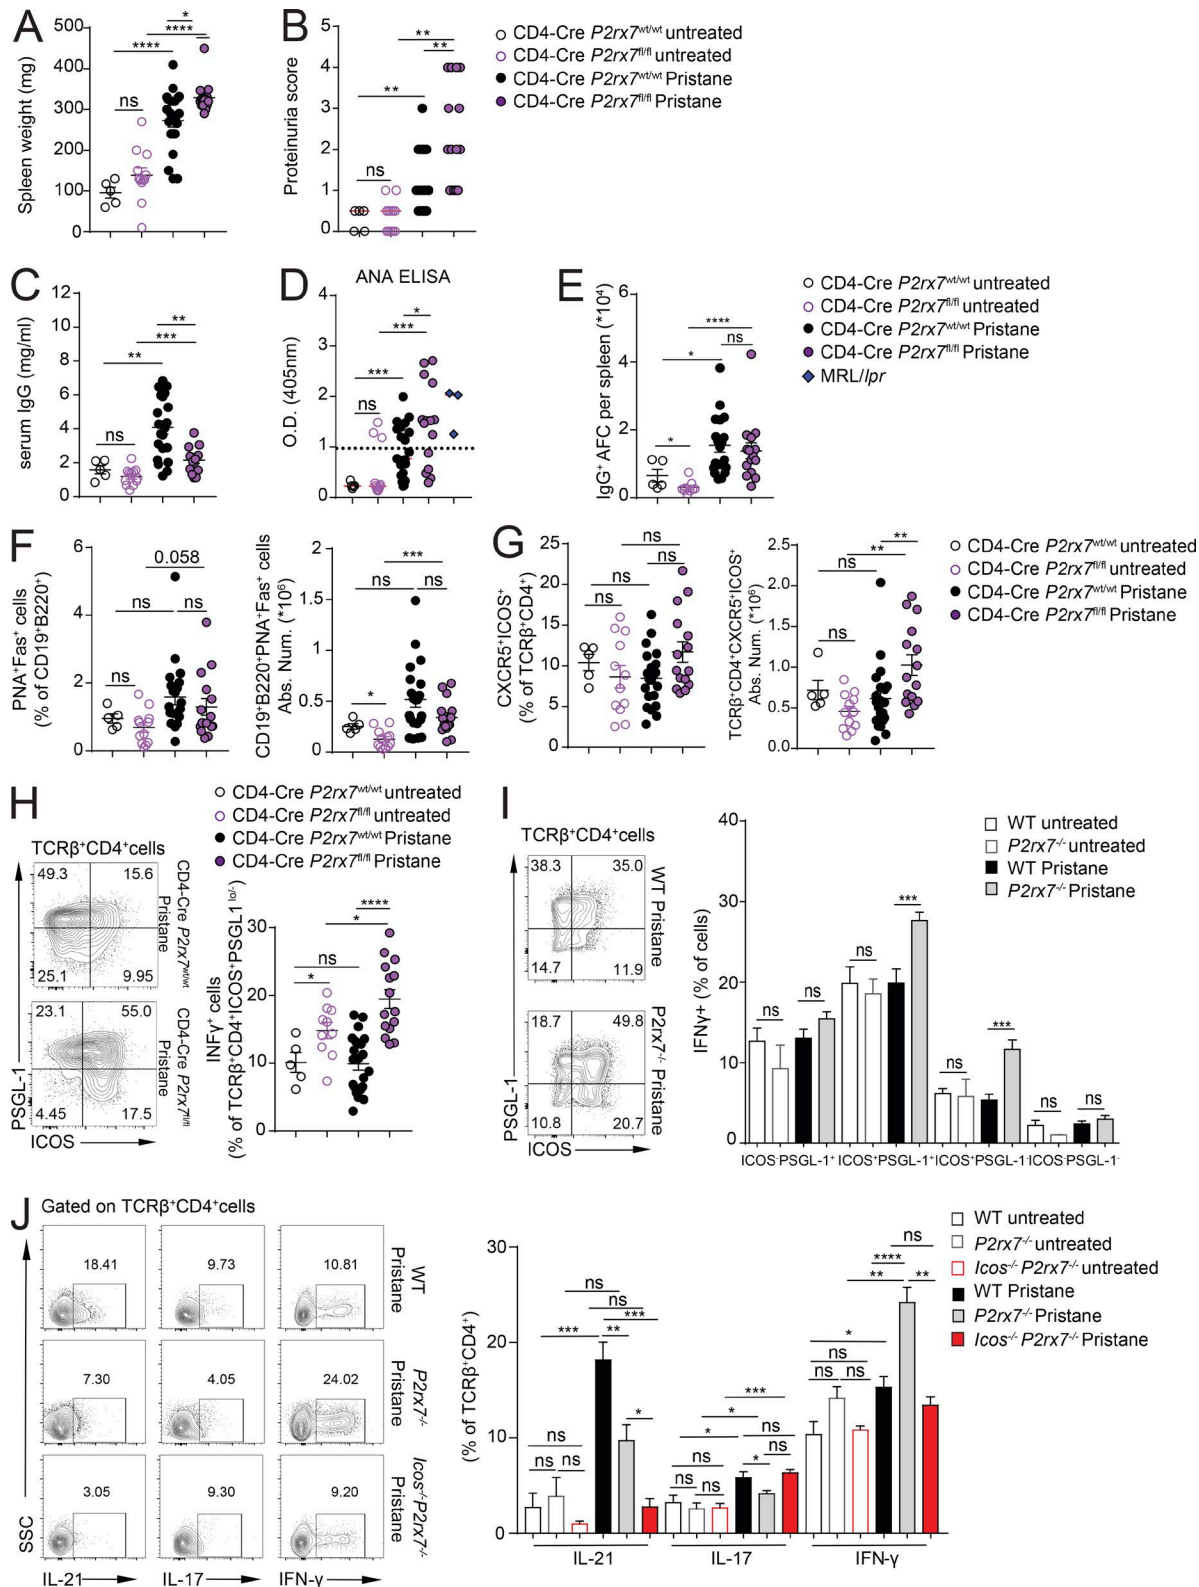 A
Spleen weight (mg)
500
400
300
200
100
0
ns
****
****
*
B
Proteinuria score
5
4
3
2
1
0
ns
**
**
**
CD4-Cre P2rx7wt/wt untreated
CD4-Cre P2rx7fl/fl untreated
CD4-Cre P2rx7wt/wt Pristane
CD4-Cre P2rx7fl/fl Pristane
C
serum IgG (mg/ml)
12
10
8
6
4
2
0
ns
**
***
**
D
ANA ELISA
O.D. (405nm)
4
3
2
1
0
ns
***
***
*
E
IgG+ AFC per spleen (*10⁴)
6
4
2
0
*
*
****
ns
CD4-Cre P2rx7wt/wt untreated
CD4-Cre P2rx7fl/fl untreated
CD4-Cre P2rx7wt/wt Pristane
CD4-Cre P2rx7fl/fl Pristane
MRL/lpr
F
PNA+Fas+ cells
(% of CD19+B220+)
6
4
2
0
ns
ns
0.058
ns
CD19+B220+PNA+Fas+ cells
Abs. Num. (*10⁶)
2
1.5
1
0.5
0
*
ns
***
ns
G
CXCR5+ICOS+
(% of TCRβ+CD4+)
25
20
15
10
5
0
ns
ns
ns
ns
TCRβ+CD4+CXCR5+ICOS+
Abs. Num. (*10⁶)
2.5
2.0
1.5
1.0
0.5
0.0
ns
ns
**
**
CD4-Cre P2rx7wt/wt untreated
CD4-Cre P2rx7fl/fl untreated
CD4-Cre P2rx7wt/wt Pristane
CD4-Cre P2rx7fl/fl Pristane
H
CD4-Cre P2rx7wt/wt untreated
CD4-Cre P2rx7fl/fl untreated
CD4-Cre P2rx7wt/wt Pristane
CD4-Cre P2rx7fl/fl Pristane
TCRβ+CD4+cells
49.3
15.6
25.1
9.95
CD4-Cre P2rx7wt/wt
Pristane
23.1
55.0
4.45
17.5
CD4-Cre P2rx7fl/fl
Pristane
PSGL-1
ICOS
INFγ+ cells
(% of TCRβ+CD4+ICOS+PSGL1lo/-)
30
20
10
0
*
ns
*
****
I
TCRβ+CD4+cells
38.3
35.0
14.7
11.9
WT Pristane
18.7
49.8
10.8
20.7
P2rx7-/- Pristane
PSGL-1
ICOS
IFNγ+ (% of cells)
40
30
20
10
0
ns
ns
ns
***
ns
***
ns
ns
ICOS-PSGL-1+
ICOS+PSGL-1+
ICOS+PSGL-1-
ICOS-PSGL-1-
WT untreated
P2rx7-/- untreated
WT Pristane
P2rx7-/- Pristane
J
Gated on TCRβ+CD4+cells
18.41
9.73
10.81
WT
Pristane
7.30
4.05
24.02
P2rx7-/-
Pristane
3.05
9.30
9.20
Icos-/-P2rx7-/-
Pristane
SSC
IL-21
IL-17
IFN-γ
(% of TCRβ+CD4+)
30
20
10
0
ns
ns
ns
***
ns
ns
***
**
*
ns
ns
ns
*
*
***
ns
*
ns
ns
ns
ns
*
**
****
ns
**
IL-21
IL-17
IFN-γ
WT untreated
P2rx7-/- untreated
Icos-/- P2rx7-/- untreated
WT Pristane
P2rx7-/- Pristane
Icos-/- P2rx7-/- Pristane